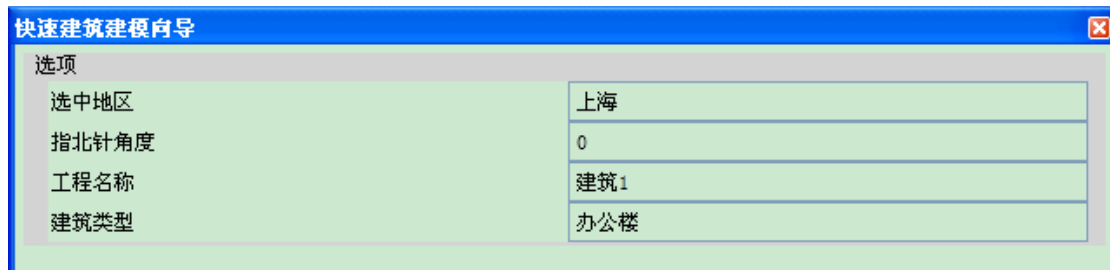 快速建筑建模向导
选项
选中地区 上海
指北针角度 0
工程名称 建筑1
建筑类型 办公楼